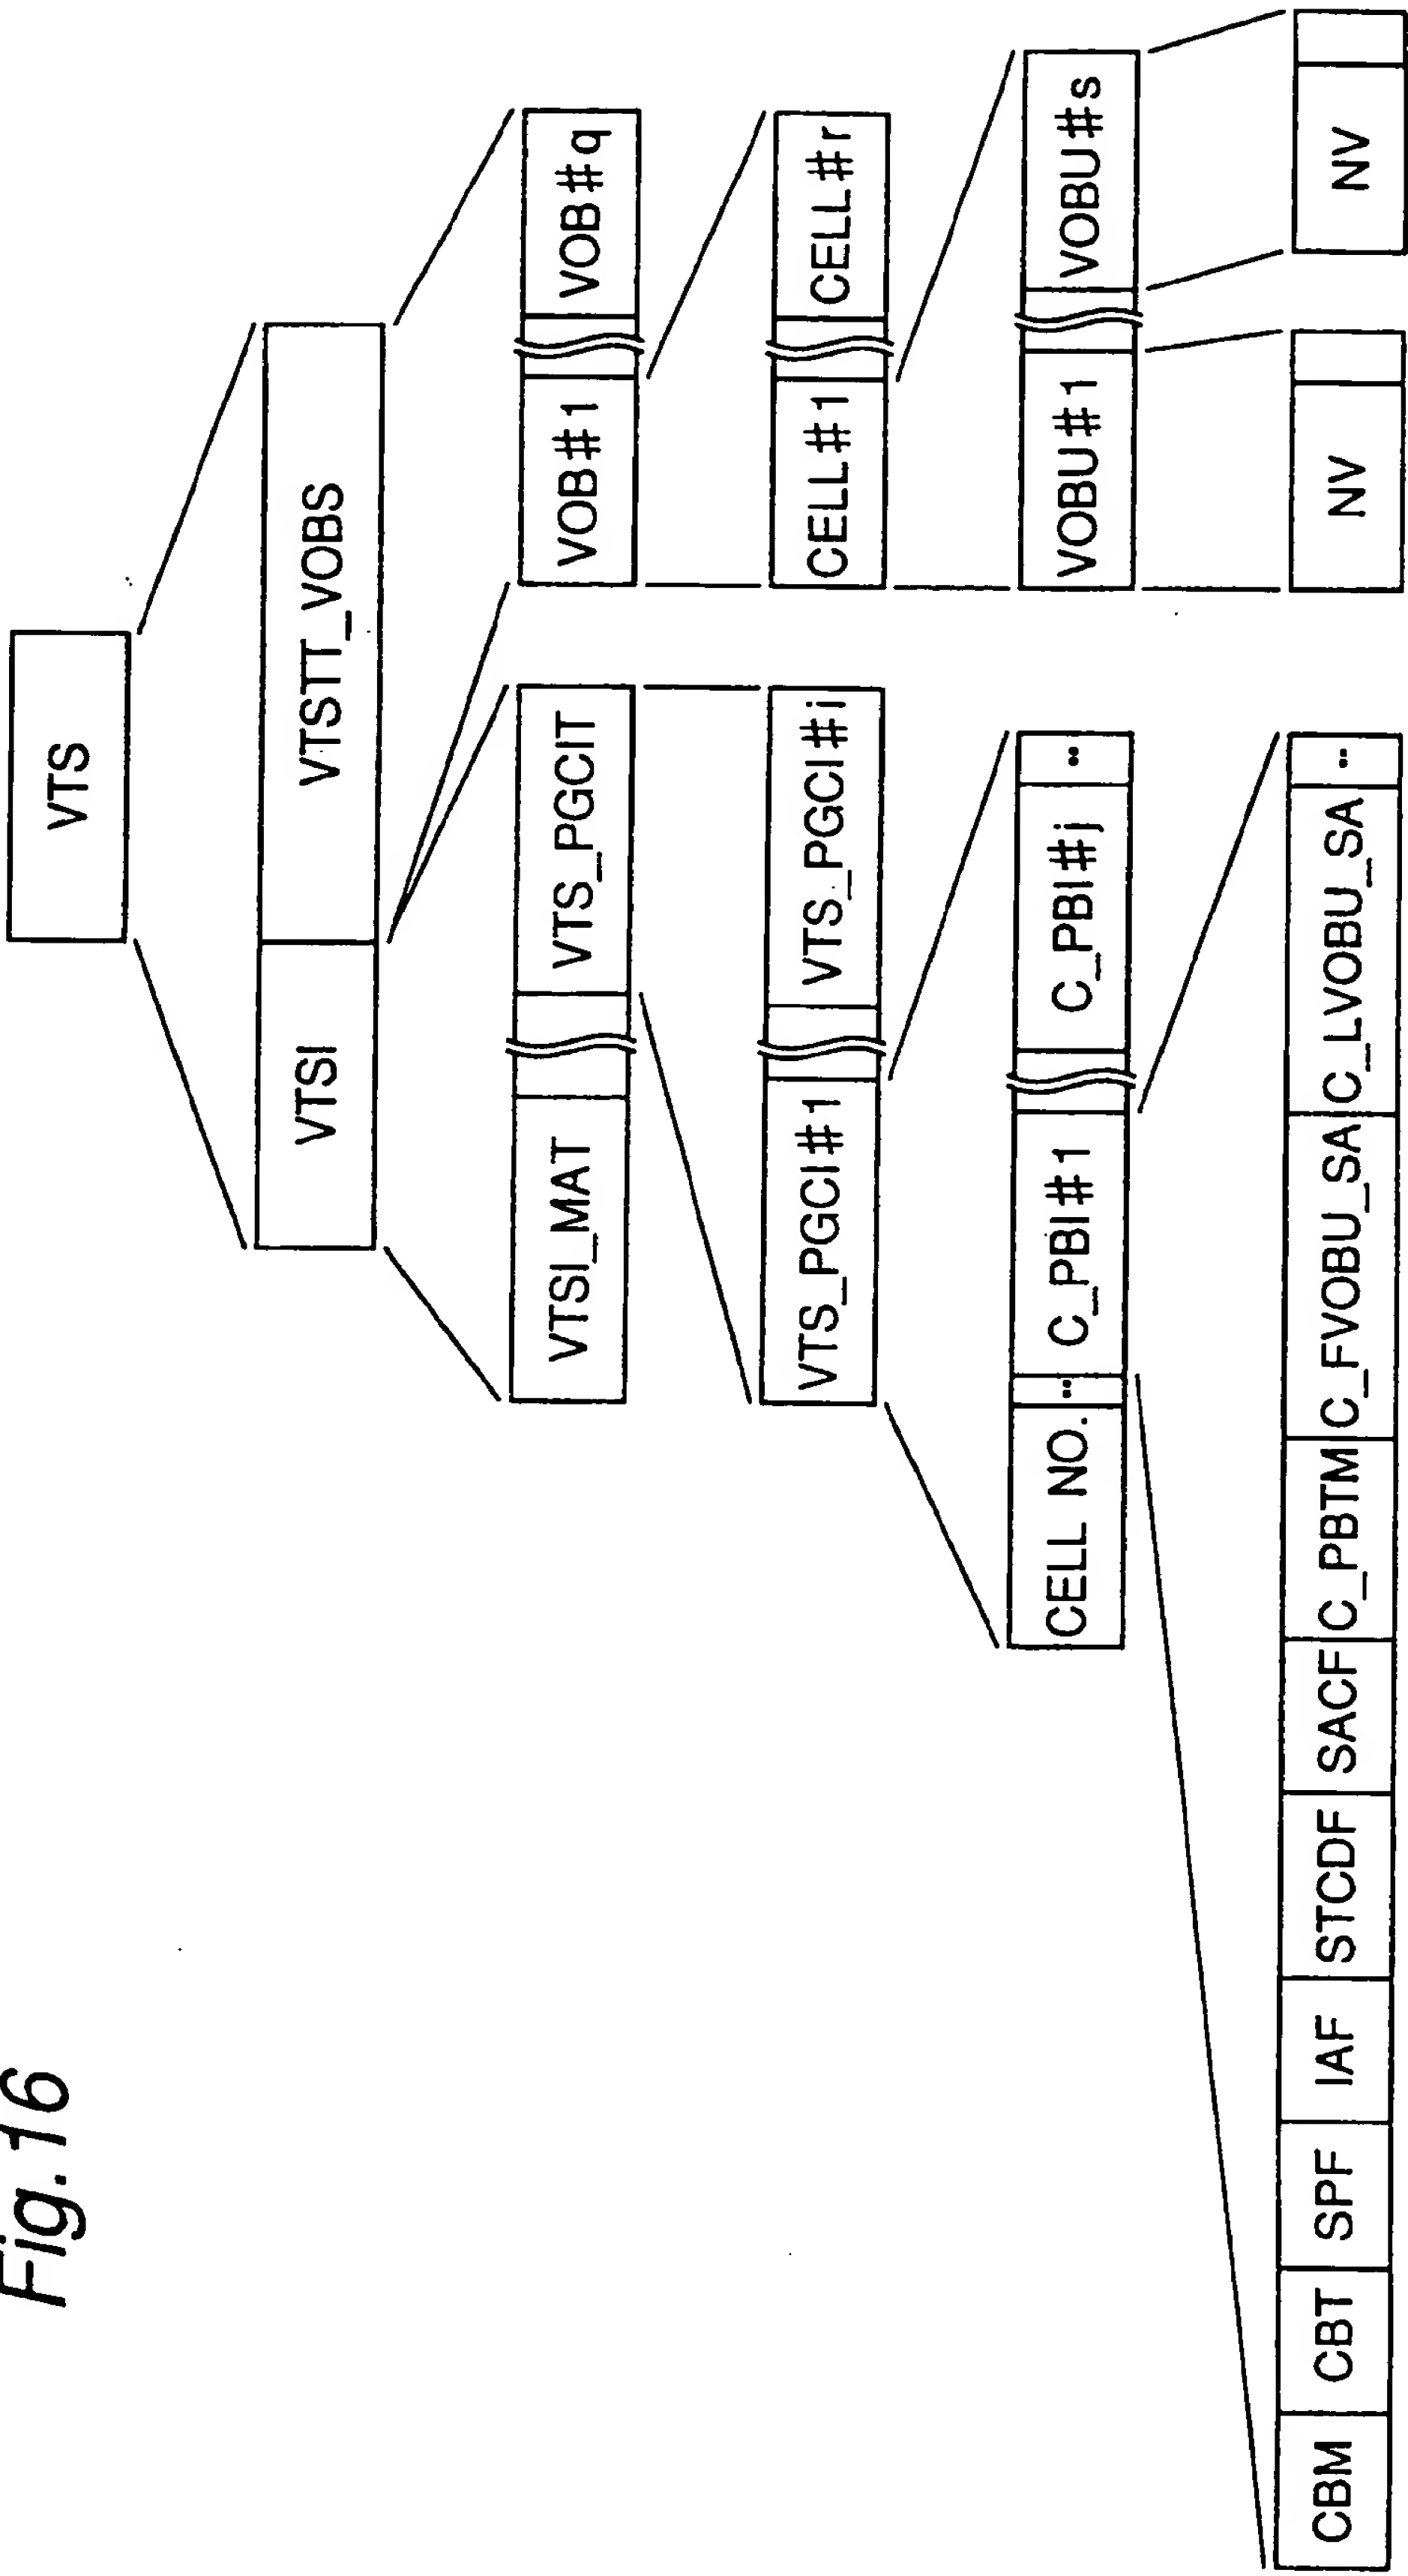 Fig.16
VTS
VTSI VTSTT_VOBS
VTSI_MAT VTS_PGCIT VOB#1 VOB#q
VTS_PGCI#1 VTS_PGCI#i CELL#1 CELL#r
CELL NO. .. C_PBI#1 C_PBI#j .. VOBU#1 VOBU#s
CBM CBT SPF IAF STCDF SACF C_PBTM C_FVOBU_SA C_LVOBU_SA .. NV NV